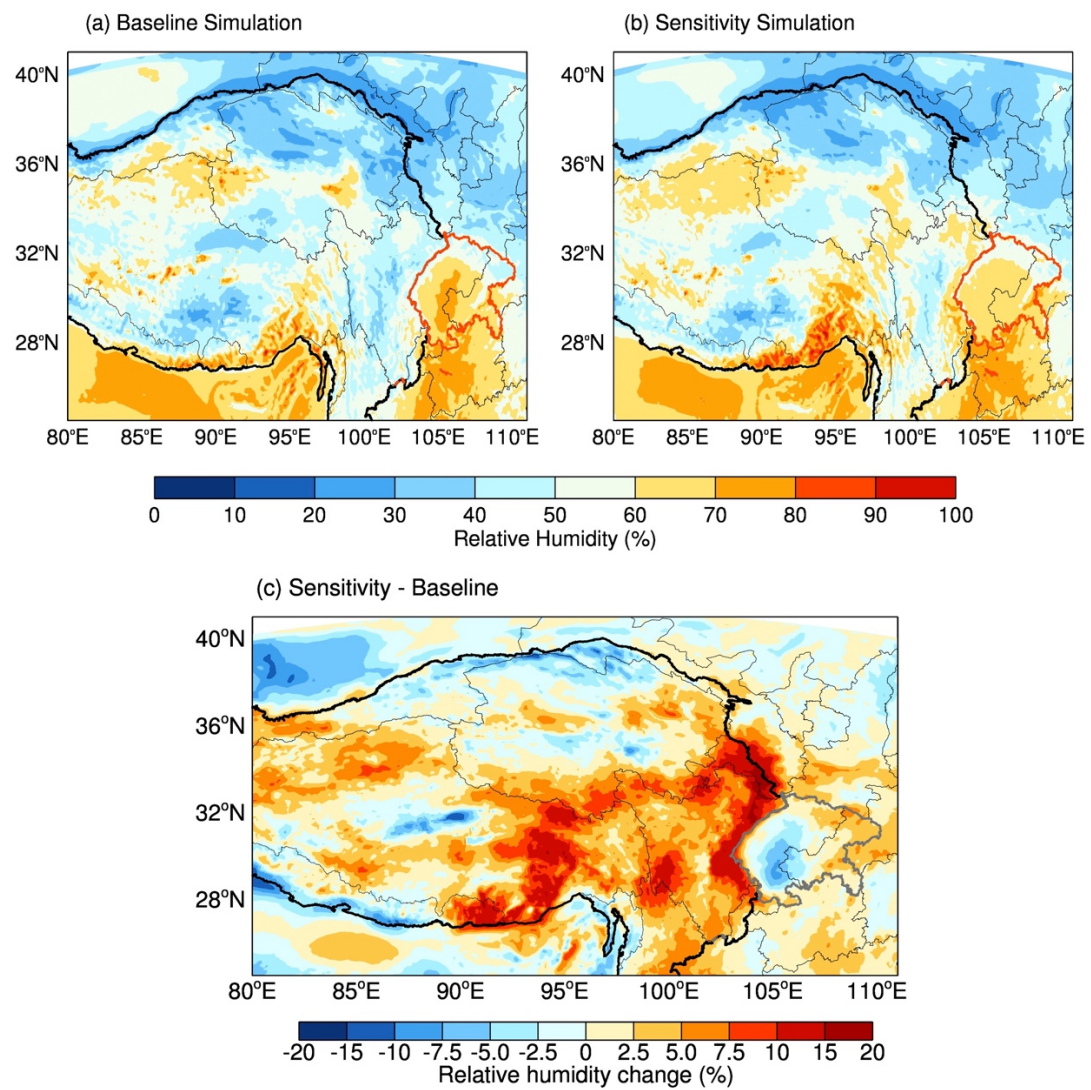 (a) Baseline Simulation
(b) Sensitivity Simulation
40°N
36°N
32°N
28°N
80°E 85°E 90°E 95°E 100°E 105°E 110°E
40°N
36°N
32°N
28°N
80°E 85°E 90°E 95°E 100°E 105°E 110°E
0 10 20 30 40 50 60 70 80 90 100
Relative Humidity (%)
(c) Sensitivity - Baseline
40°N
36°N
32°N
28°N
80°E 85°E 90°E 95°E 100°E 105°E 110°E
-20 -15 -10 -7.5 -5.0 -2.5 0 2.5 5.0 7.5 10 15 20
Relative humidity change (%)